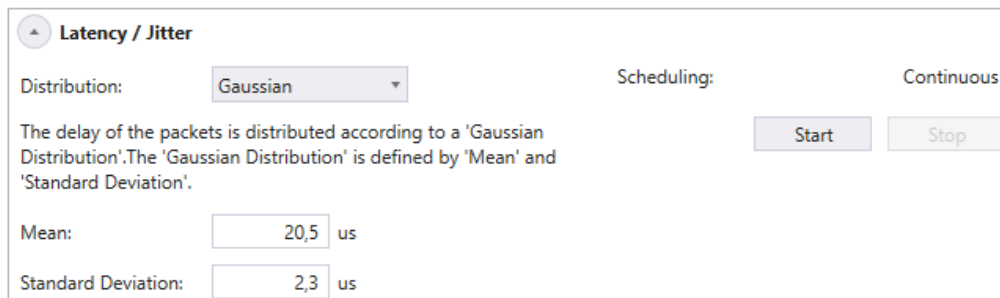 Latency / Jitter
Distribution: Gaussian Scheduling: Continuous
The delay of the packets is distributed according to a 'Gaussian
Distribution'.The 'Gaussian Distribution' is defined by 'Mean' and
'Standard Deviation'.
Start Stop
Mean: 20,5 us
Standard Deviation: 2,3 us